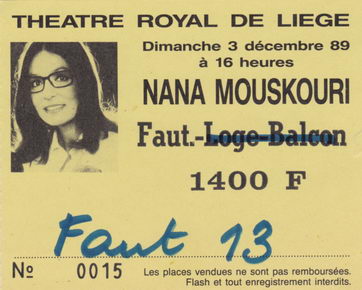 THEATRE ROYAL DE LIEGE
Dimanche 3 décembre 89
à 16 heures
NANA MOUSKOURI
Faut.-Loge-Balcon
1400 F
Faut 13
No 0015
Les places vendues ne sont pas remboursées.
Flash et tout enregistrement interdits.